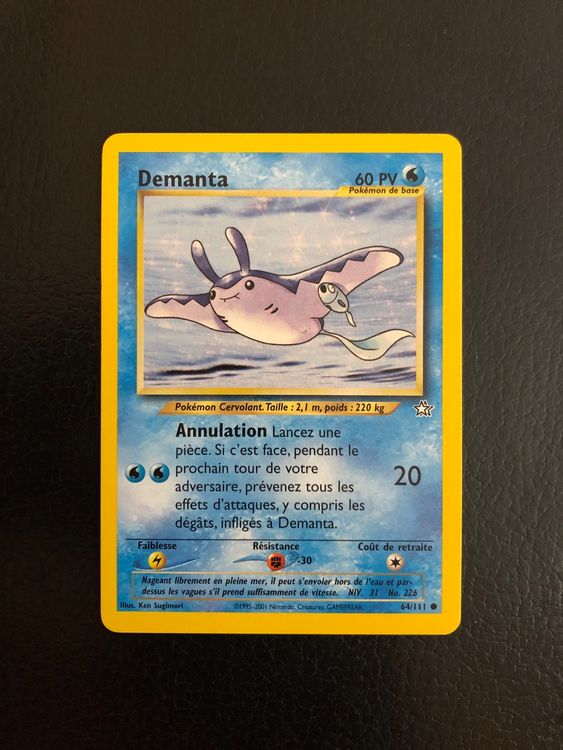 Demanta 60 PV
Pokémon de base
Pokémon Cervolant. Taille : 2,1 m, poids : 220 kg
Annulation Lancez une
pièce. Si c'est face, pendant le
prochain tour de votre
adversaire, prévenez tous les
effets d'attaques, y compris les
dégâts, infligés à Demanta.
20
Faiblesse Résistance Coût de retraite
-30
Nageant librement en pleine mer, il peut s'envoler hors de l'eau et par-
dessus les vagues s'il prend suffisamment de vitesse. NIV. 31 No. 226
Illus. Ken Sugimori ©1995-2001 Nintendo, Creatures, GAMEFREAK. 64/111